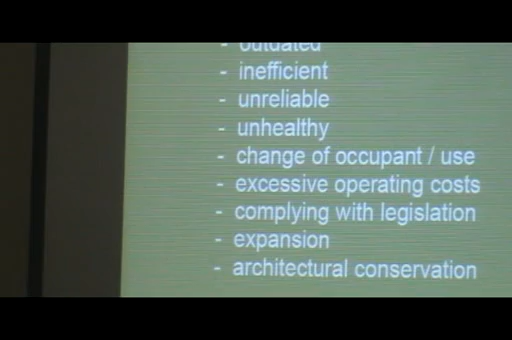 - outdated
- inefficient
- unreliable
- unhealthy
- change of occupant / use
- excessive operating costs
- complying with legislation
- expansion
- architectural conservation